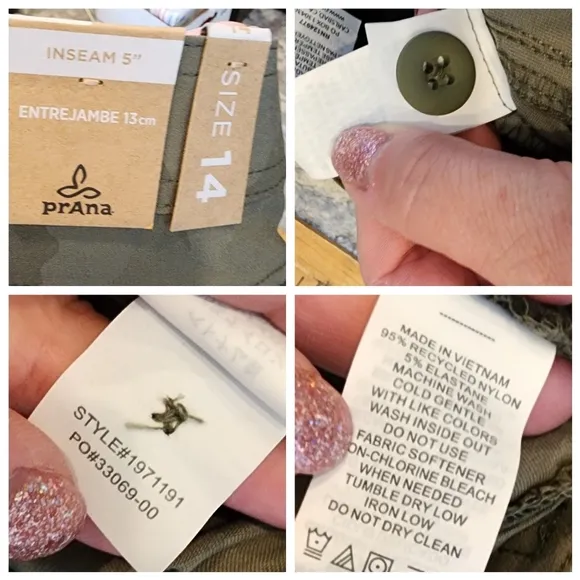 INSEAM 5"
ENTREJAMBE 13cm
prAna
SIZE 14
RN124977
STYLE#1971191
PO#33069-00
MADE IN VIETNAM
95% RECYCLED NYLON
5% ELASTANE
MACHINE WASH
COLD GENTLE
WITH LIKE COLORS
WASH INSIDE OUT
DO NOT USE
FABRIC SOFTENER
ON-CHLORINE BLEACH
WHEN NEEDED
TUMBLE DRY LOW
IRON LOW
DO NOT DRY CLEAN